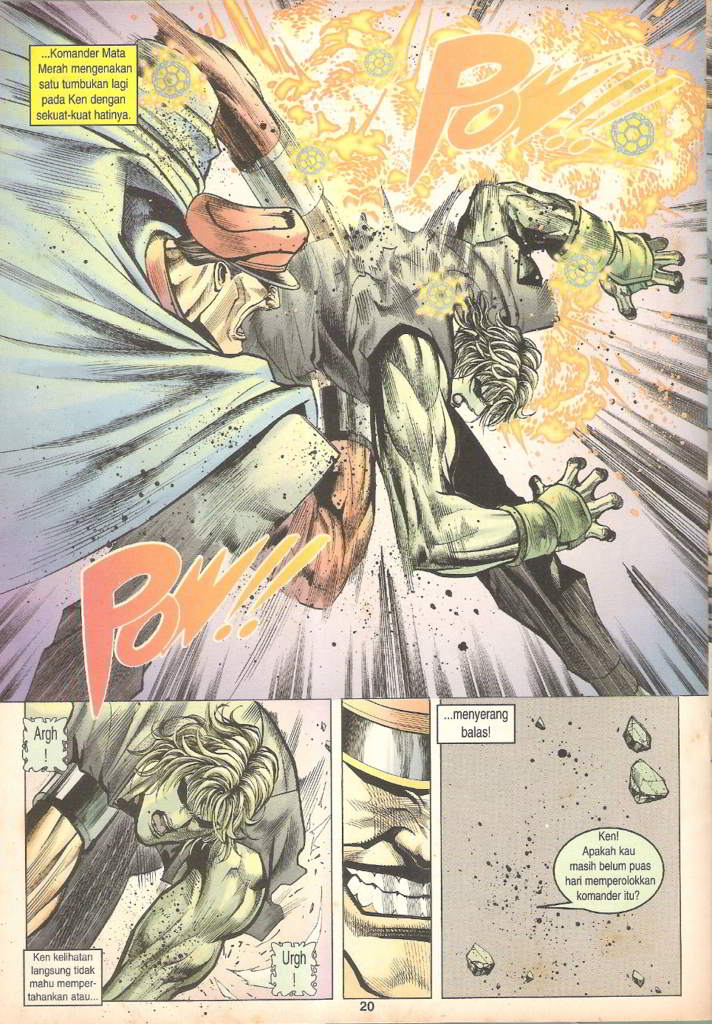 ...Komander Mata
Merah mengenakan
satu tumbukan lagi
pada Ken dengan
sekuat-kuat hatinya.
POW!!!
POW!!!
Argh
!
Ken kelihatan
langsung tidak
mahu memper-
tahankan atau...
Urgh
!
...menyerang
balas!
Ken!
Apakah kau
masih belum puas
hari memperolokkan
komander itu?
20